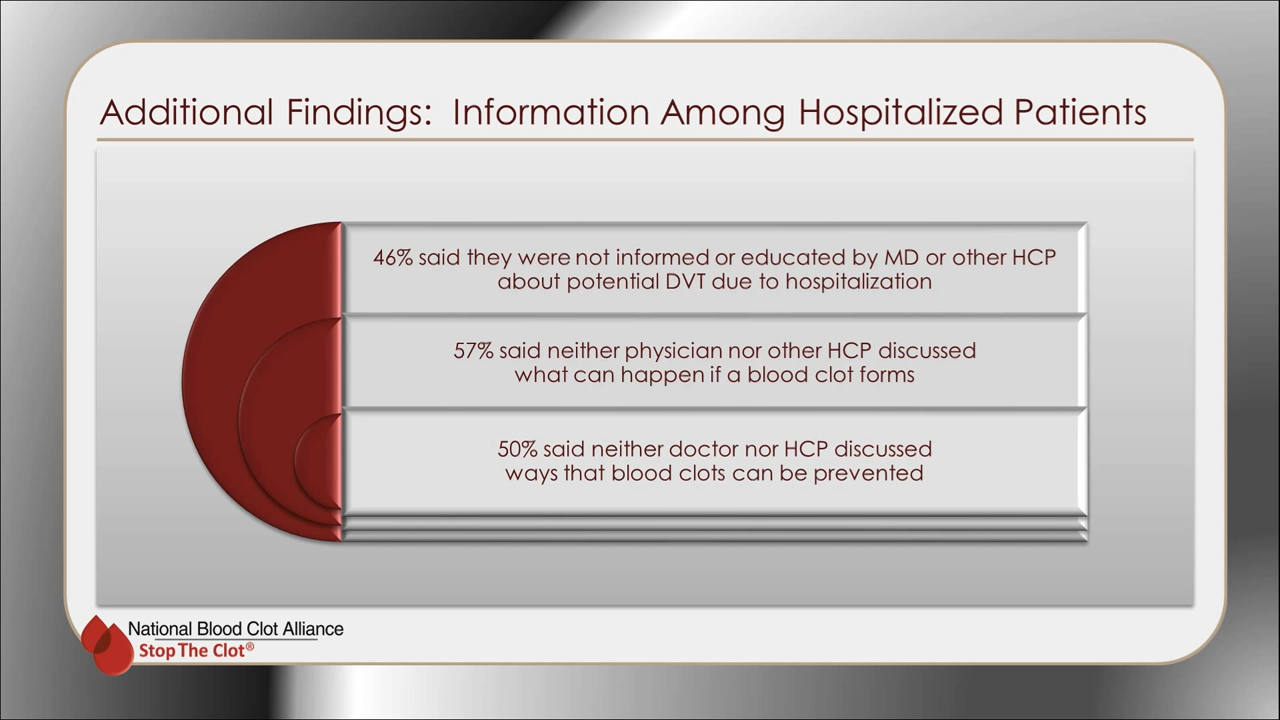 Additional Findings:  Information Among Hospitalized Patients
46% said they were not informed or educated by MD or other HCP
about potential DVT due to hospitalization
57% said neither physician nor other HCP discussed
what can happen if a blood clot forms
50% said neither doctor nor HCP discussed
ways that blood clots can be prevented
National Blood Clot Alliance
Stop The Clot®